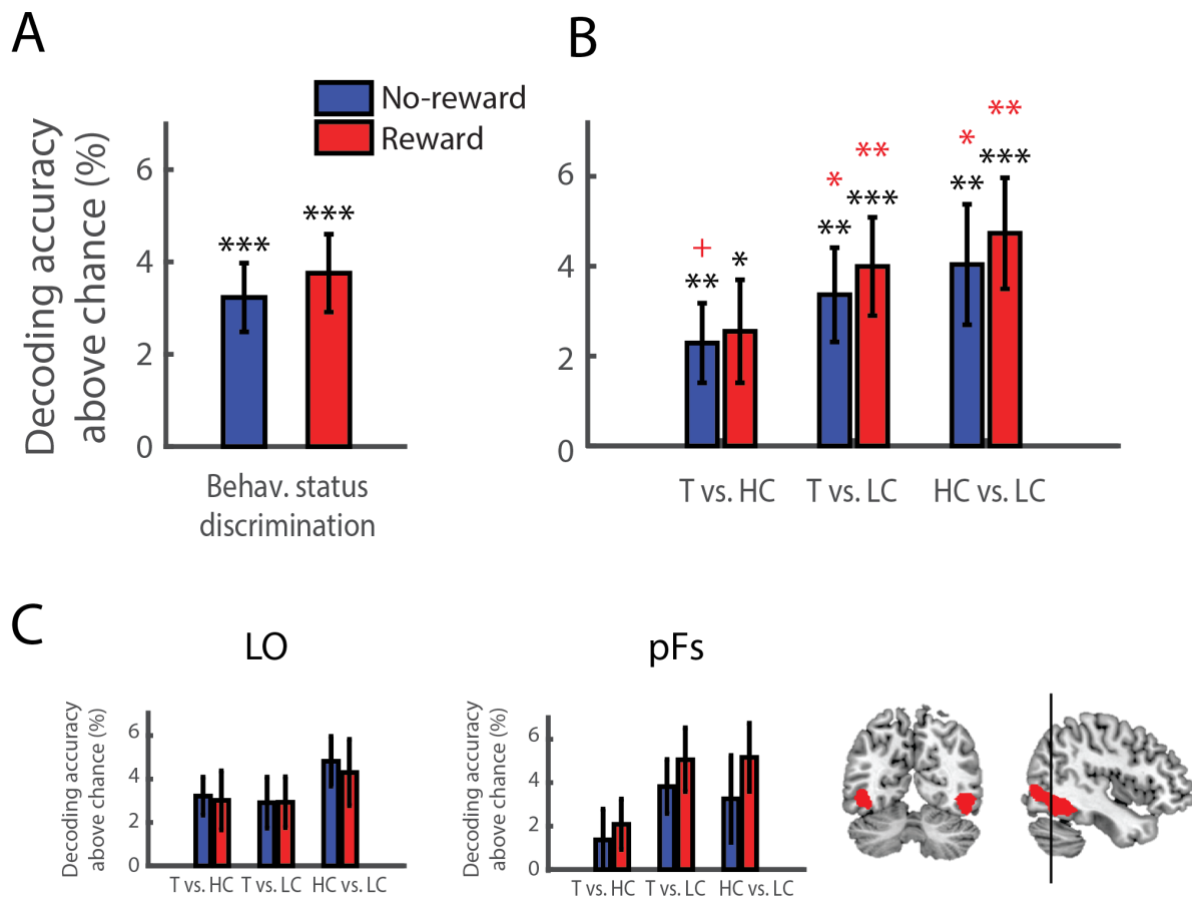 A
B
No-reward
Reward
Decoding accuracy
above chance (%)
6
4
2
0
***
***
Behav. status
discrimination
6
4
2
0
+
**
*
*
**
**
***
*
**
**
***
T vs. HC
T vs. LC
HC vs. LC
C
LO
Decoding accuracy
above chance (%)
6
4
2
0
T vs. HC
T vs. LC
HC vs. LC
pFs
Decoding accuracy
above chance (%)
6
4
2
0
T vs. HC
T vs. LC
HC vs. LC